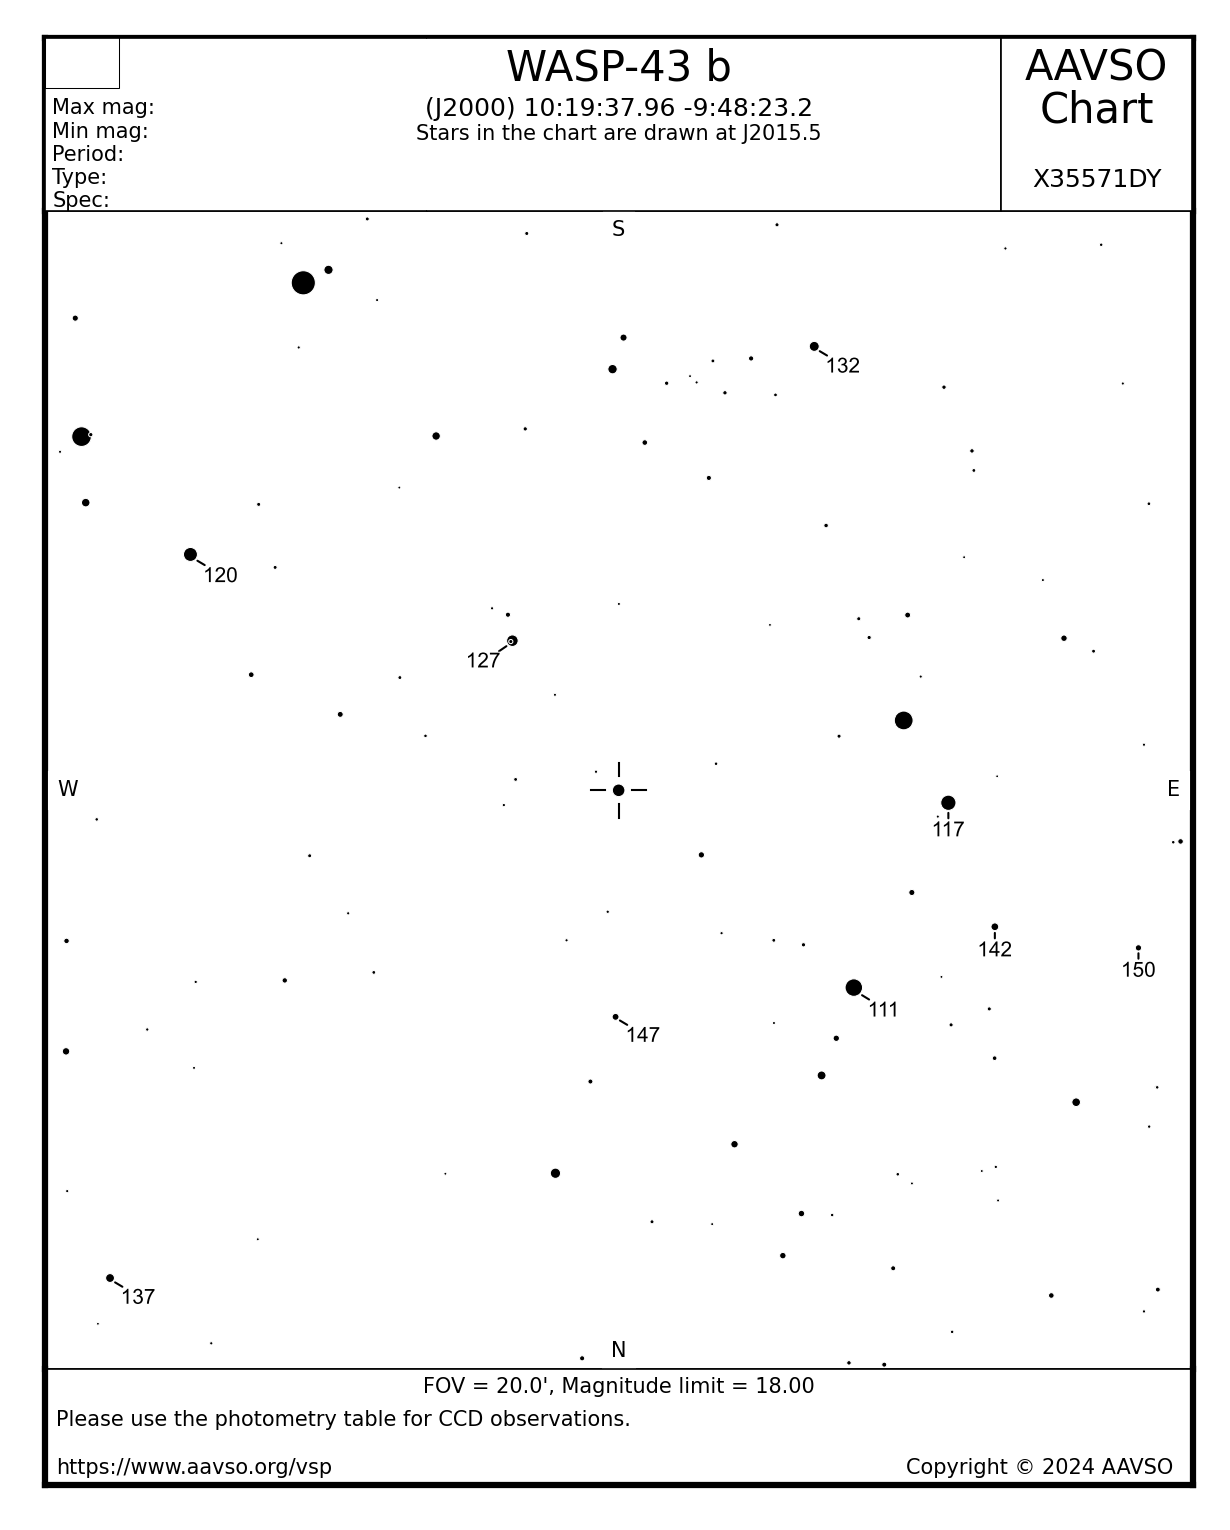 WASP-43 b
(J2000) 10:19:37.96 -9:48:23.2
Stars in the chart are drawn at J2015.5
Max mag:
Min mag:
Period:
Type:
Spec:
AAVSO
Chart
X35571DY
S
132
120
127
W
E
117
142
150
111
147
137
N
FOV = 20.0', Magnitude limit = 18.00
Please use the photometry table for CCD observations.
https://www.aavso.org/vsp
Copyright © 2024 AAVSO